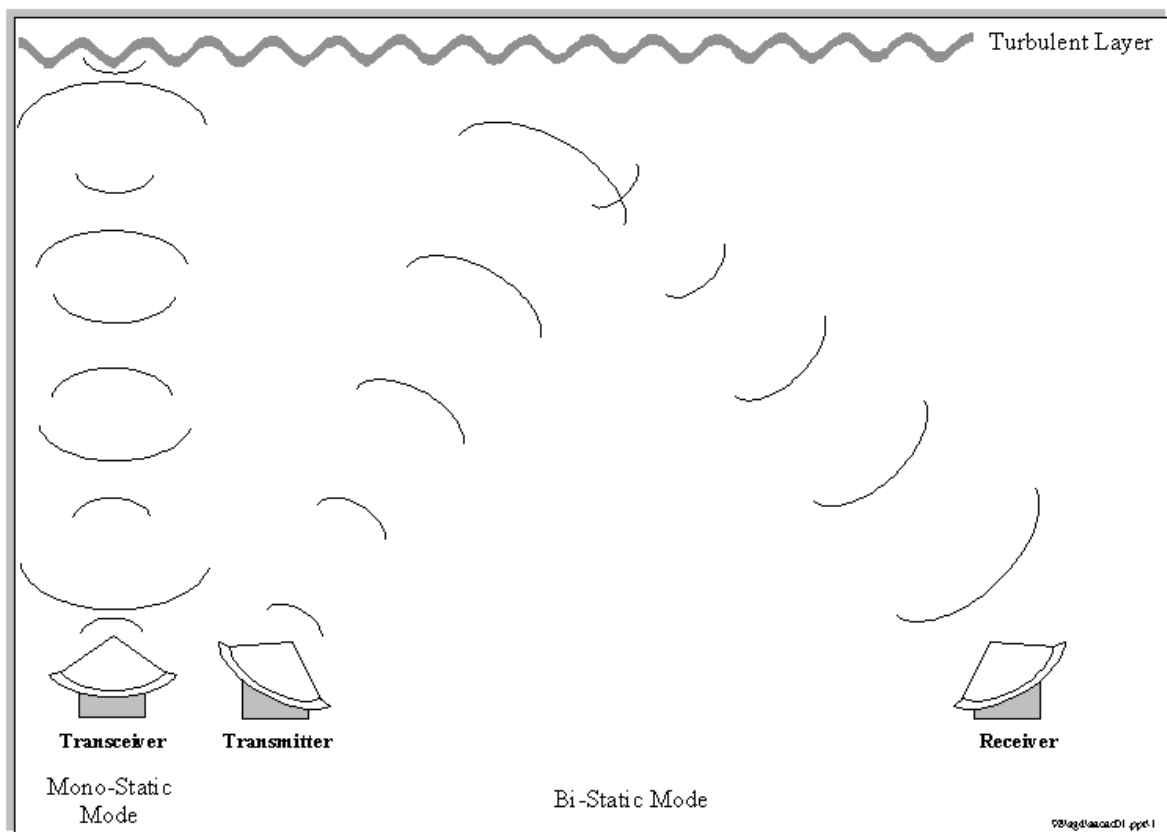 Turbulent Layer
Transceiver
Transmitter
Receiver
Mono-Static
Mode
Bi-Static Mode